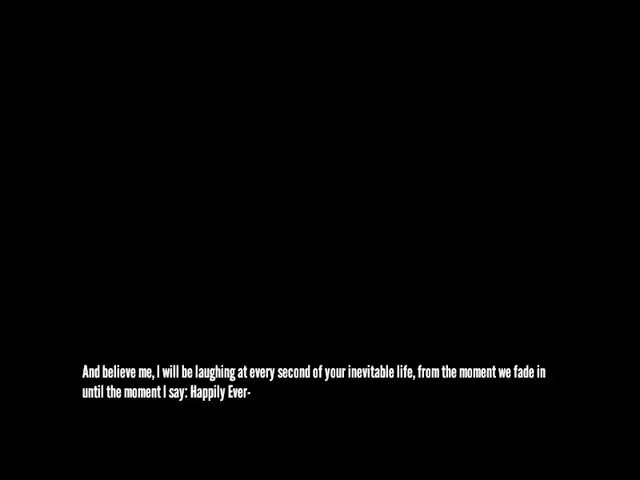 And believe me, I will be laughing at every second of your inevitable life, from the moment we fade in
until the moment I say: Happily Ever-